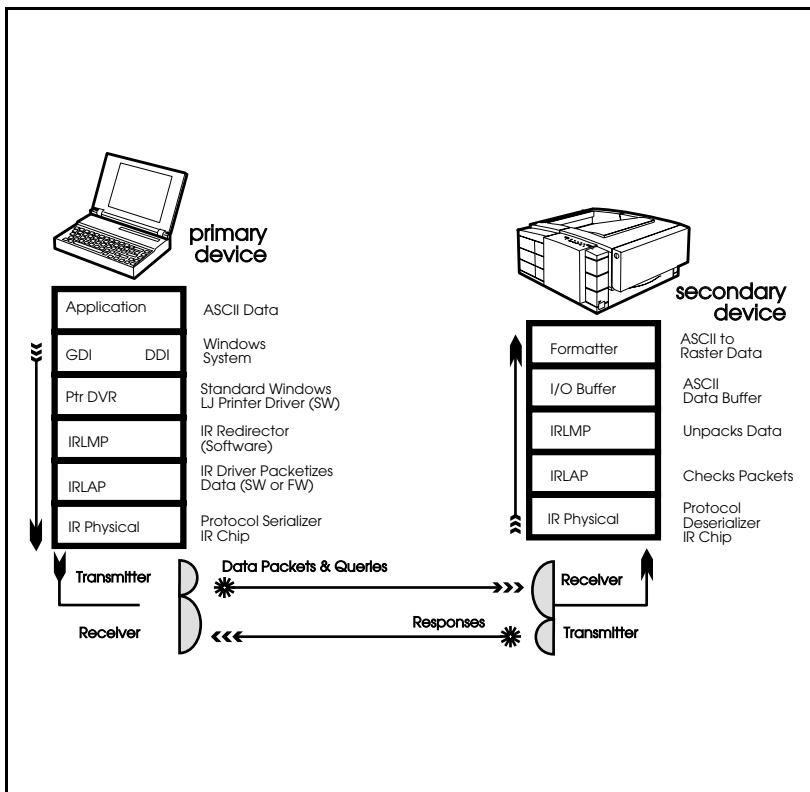 primary
device
Application
ASCII Data
GDI DDI
Windows
System
Ptr DVR
Standard Windows
LJ Printer Driver (SW)
IRLMP
IR Redirector
(Software)
IRLAP
IR Driver Packetizes
Data (SW or FW)
IR Physical
Protocol Serializer
IR Chip
Transmitter
Receiver
Data Packets & Queries
Responses
secondary
device
Formatter
ASCII to
Raster Data
I/O Buffer
ASCII
Data Buffer
IRLMP
Unpacks Data
IRLAP
Checks Packets
IR Physical
Protocol
Deserializer
IR Chip
Receiver
Transmitter